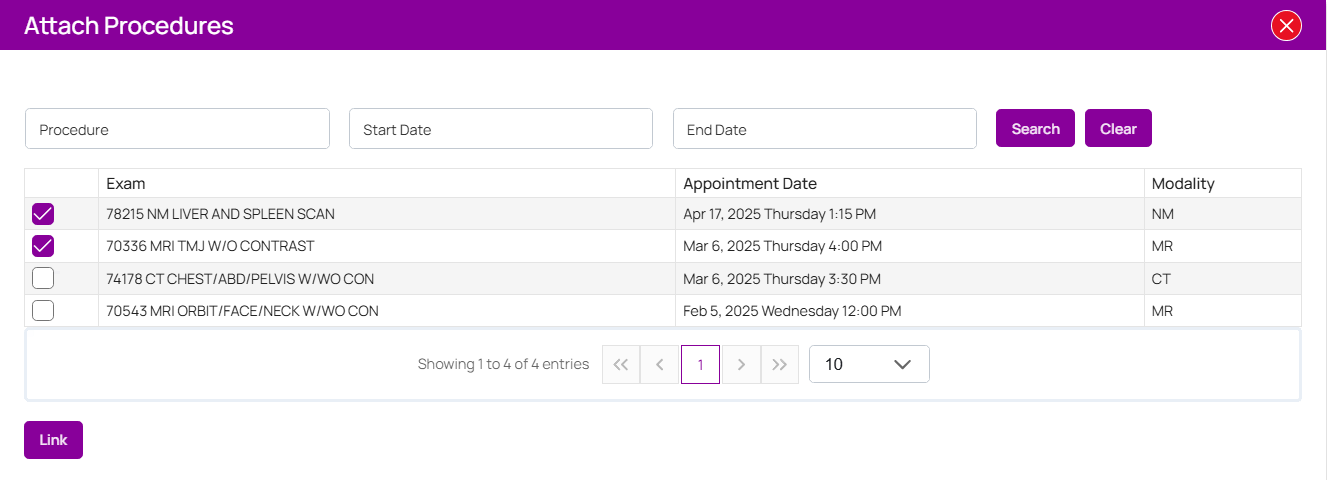 Attach Procedures
Procedure Start Date End Date Search Clear
Exam Appointment Date Modality
78215 NM LIVER AND SPLEEN SCAN Apr 17, 2025 Thursday 1:15 PM NM
70336 MRI TMJ W/O CONTRAST Mar 6, 2025 Thursday 4:00 PM MR
74178 CT CHEST/ABD/PELVIS W/WO CON Mar 6, 2025 Thursday 3:30 PM CT
70543 MRI ORBIT/FACE/NECK W/WO CON Feb 5, 2025 Wednesday 12:00 PM MR
Showing 1 to 4 of 4 entries 1 10
Link